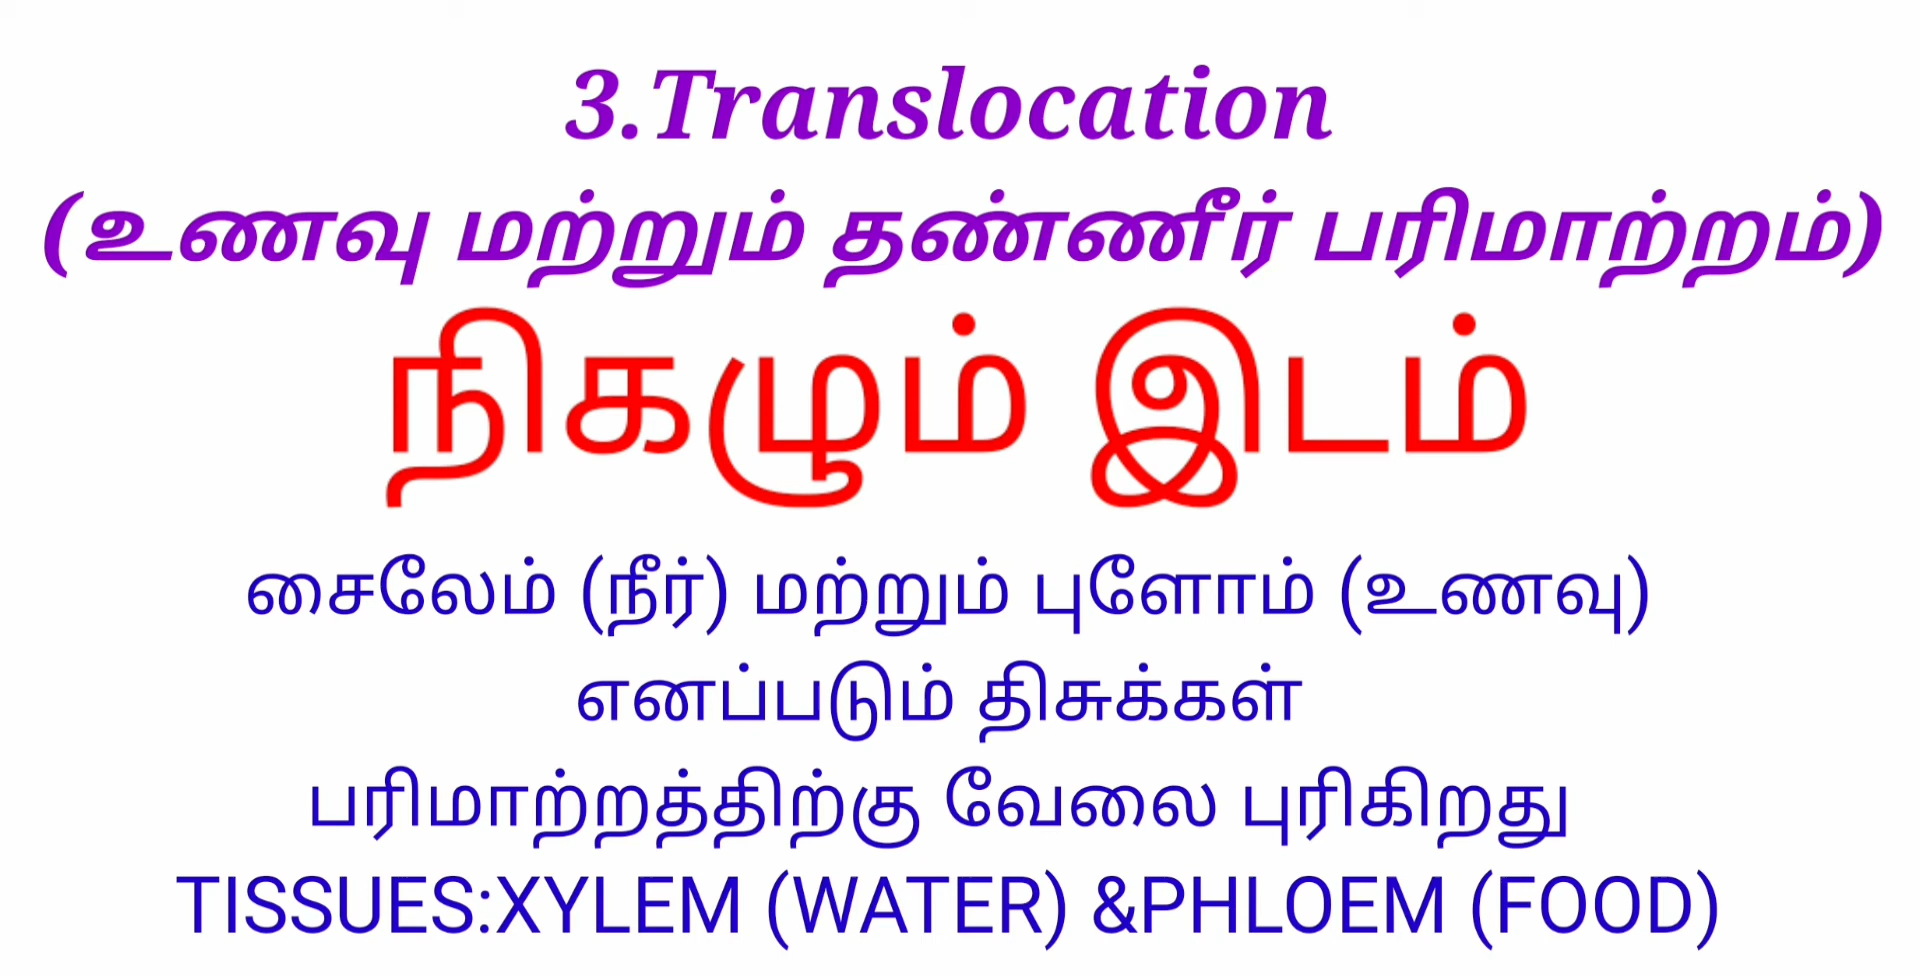 3.Translocation
(உணவு மற்றும் தண்ணீர் பரிமாற்றம்)
நிகழும் இடம்
சைலேம் (நீர்) மற்றும் புளோம் (உணவு)
எனப்படும் திசுக்கள்
பரிமாற்றத்திற்கு வேலை புரிகிறது
TISSUES:XYLEM (WATER) &PHLOEM (FOOD)